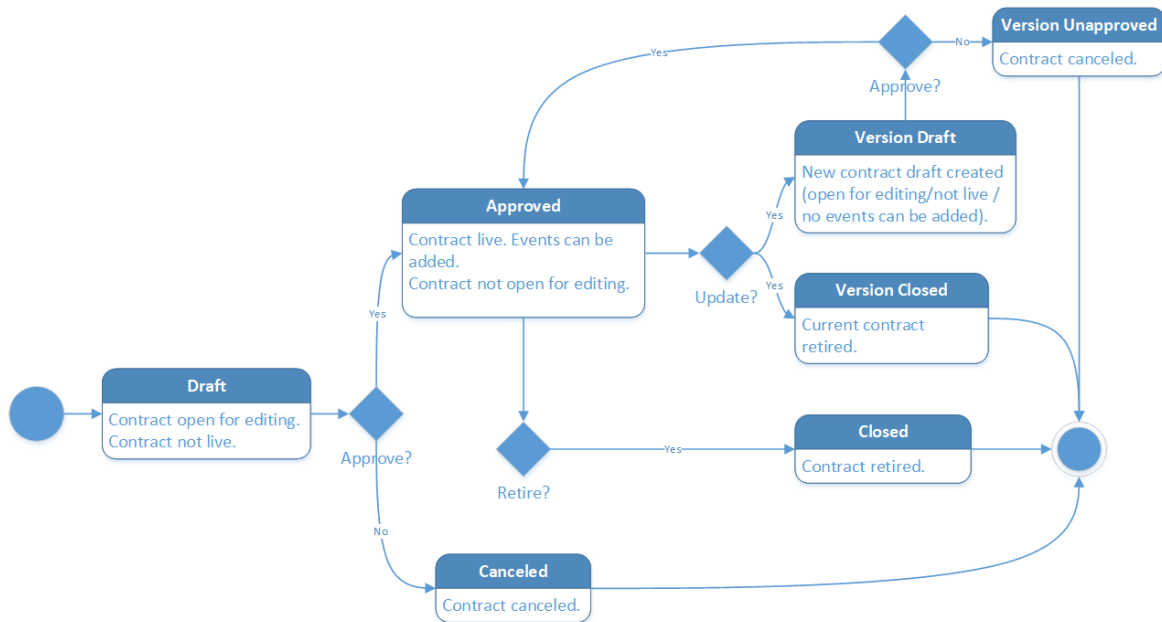 Version Unapproved
Contract canceled.
Yes
No
Approve?
Version Draft
New contract draft created
(open for editing/not live /
no events can be added).
Approved
Contract live. Events can be
added.
Contract not open for editing.
Yes
Update?
Yes
Version Closed
Current contract
retired.
Yes
Draft
Contract open for editing.
Contract not live.
Approve?
Closed
Contract retired.
Yes
Retire?
No
Canceled
Contract canceled.